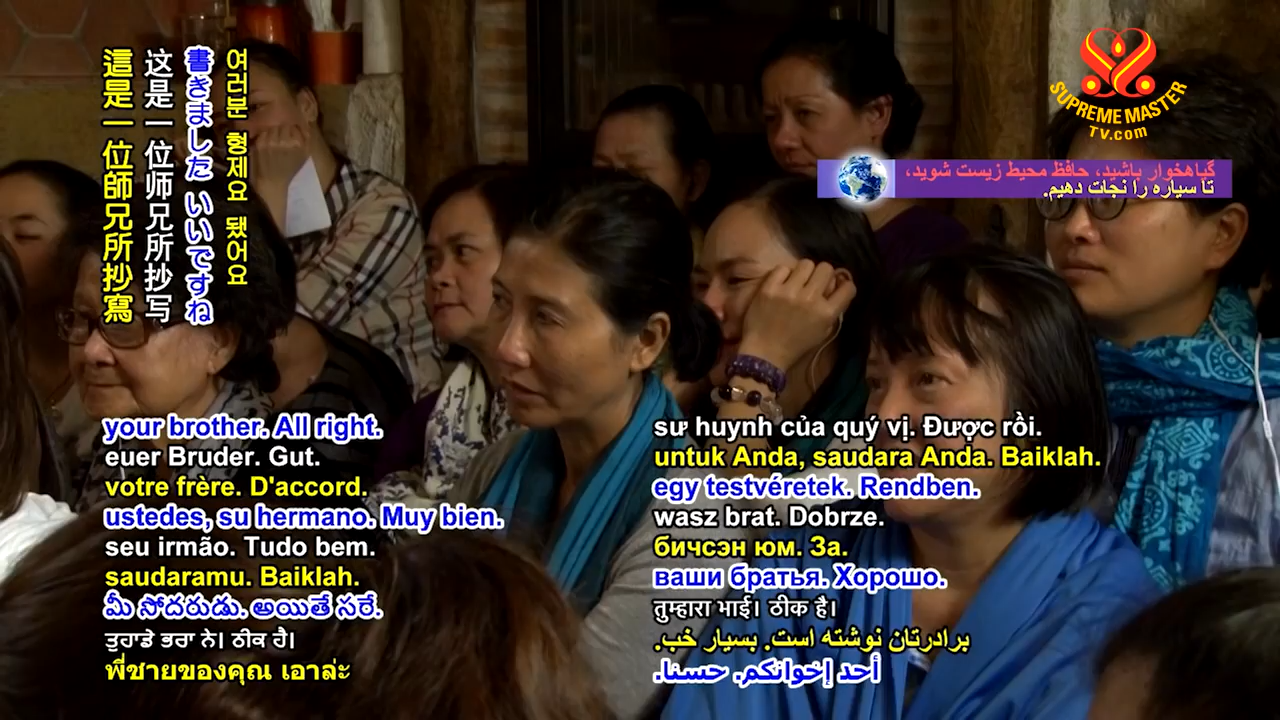 SUPREME MASTER
TV.com
گیاهخوار باشید، حافظ محیط زیست شوید،
تا سیاره را نجات دهیم.
여러분 형제요 됐어요
書きました いいですね
这是一位师兄所抄写
這是一位師兄所抄寫
your brother. All right.
euer Bruder. Gut.
votre frère. D'accord.
ustedes, su hermano. Muy bien.
seu irmão. Tudo bem.
saudaramu. Baiklah.
మీ సోదరుడు. అయితే సరే.
ਤੁਹਾਡੇ ਭਰਾ ਨੇ। ਠੀਕ ਹੈ।
พี่ชายของคุณ เอาล่ะ
sư huynh của quý vị. Được rồi.
untuk Anda, saudara Anda. Baiklah.
egy testvéretek. Rendben.
wasz brat. Dobrze.
бичсэн юм. За.
ваши братья. Хорошо.
तुम्हारा भाई। ठीक है।
برادرتان نوشته است. بسیار خب.
أحد إخوانكم. حسنا.